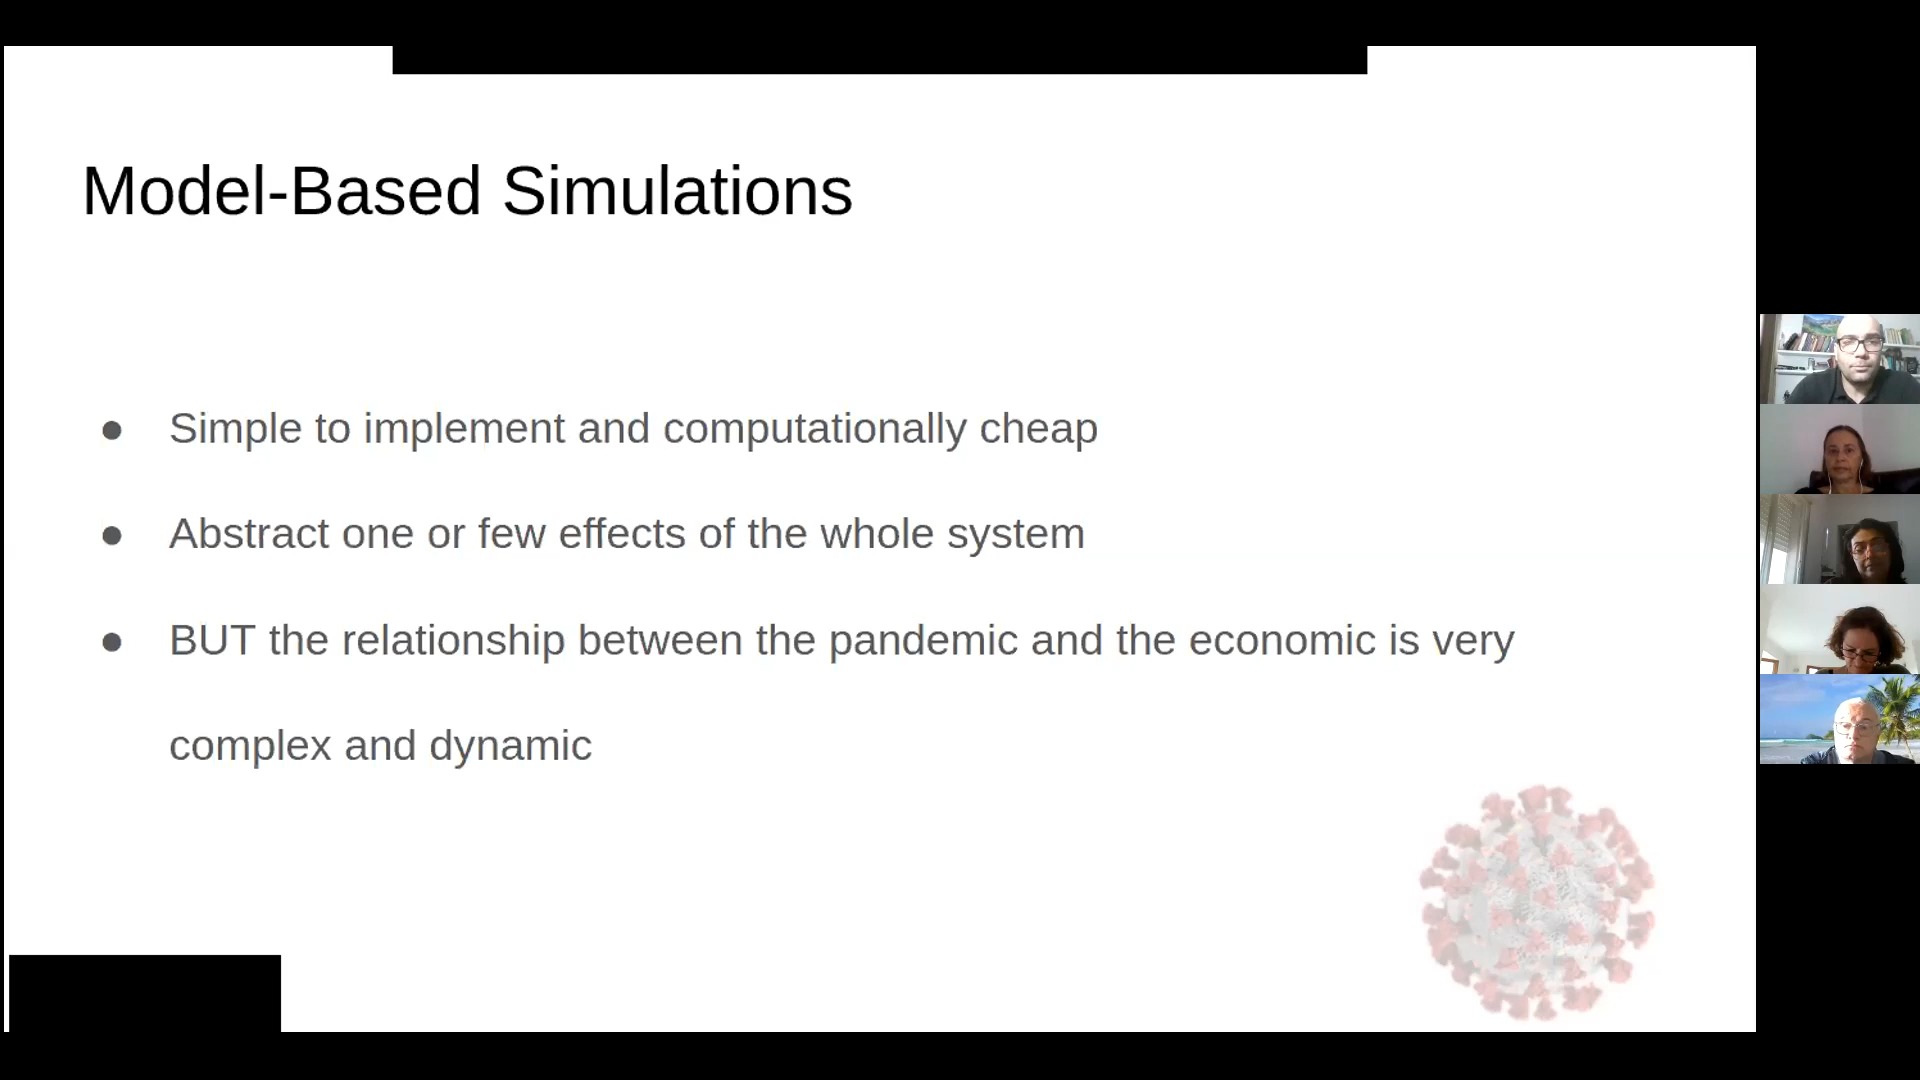 Model-Based Simulations
● Simple to implement and computationally cheap
● Abstract one or few effects of the whole system
● BUT the relationship between the pandemic and the economic is very
complex and dynamic